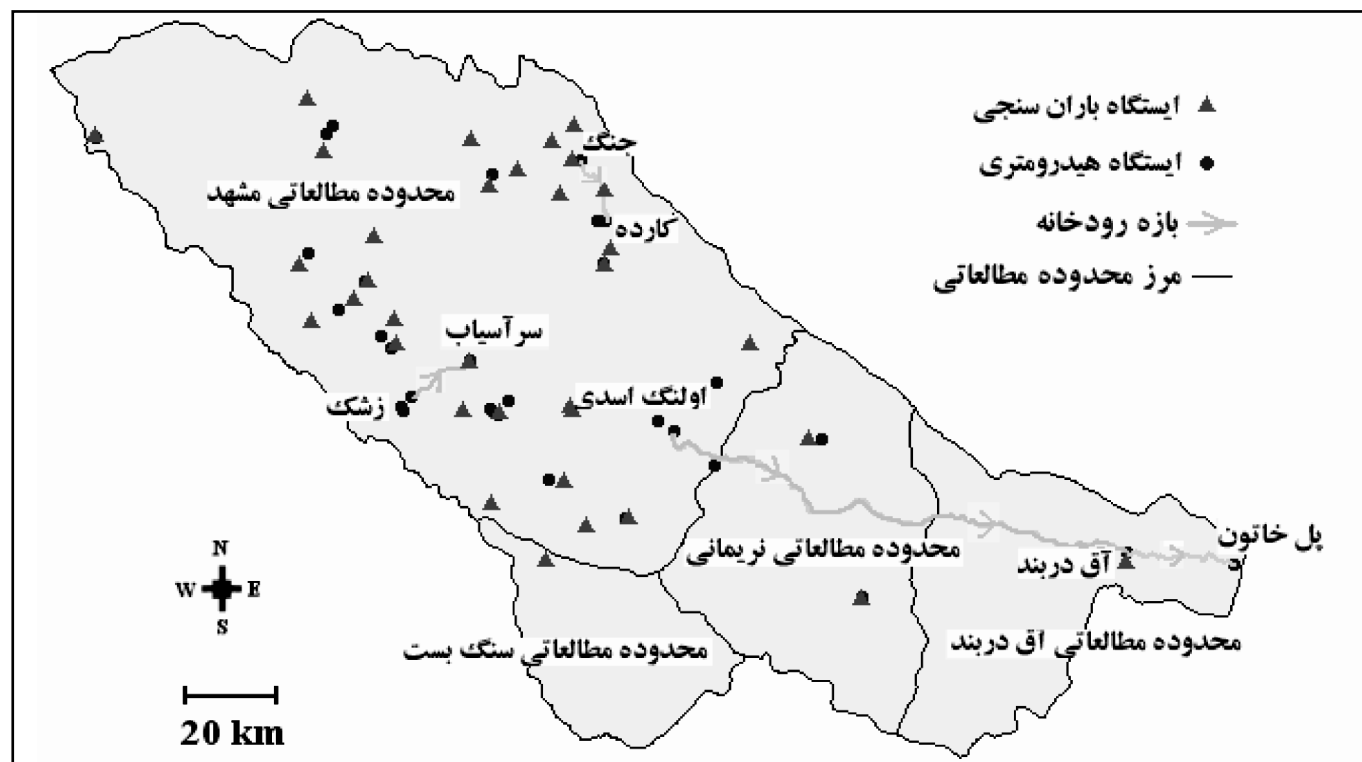 ایستگاه باران سنجی
ایستگاه هیدرومتری
بازه رودخانه
مرز محدوده مطالعاتی
جنگ
محدوده مطالعاتی مشهد
کارده
سرآسیاب
زشک
اولنگ اسدی
پل خاتون
محدوده مطالعاتی نریمانی
آق دربند
محدوده مطالعاتی آق دربند
محدوده مطالعاتی سنگ بست
N
W E
S
20 km